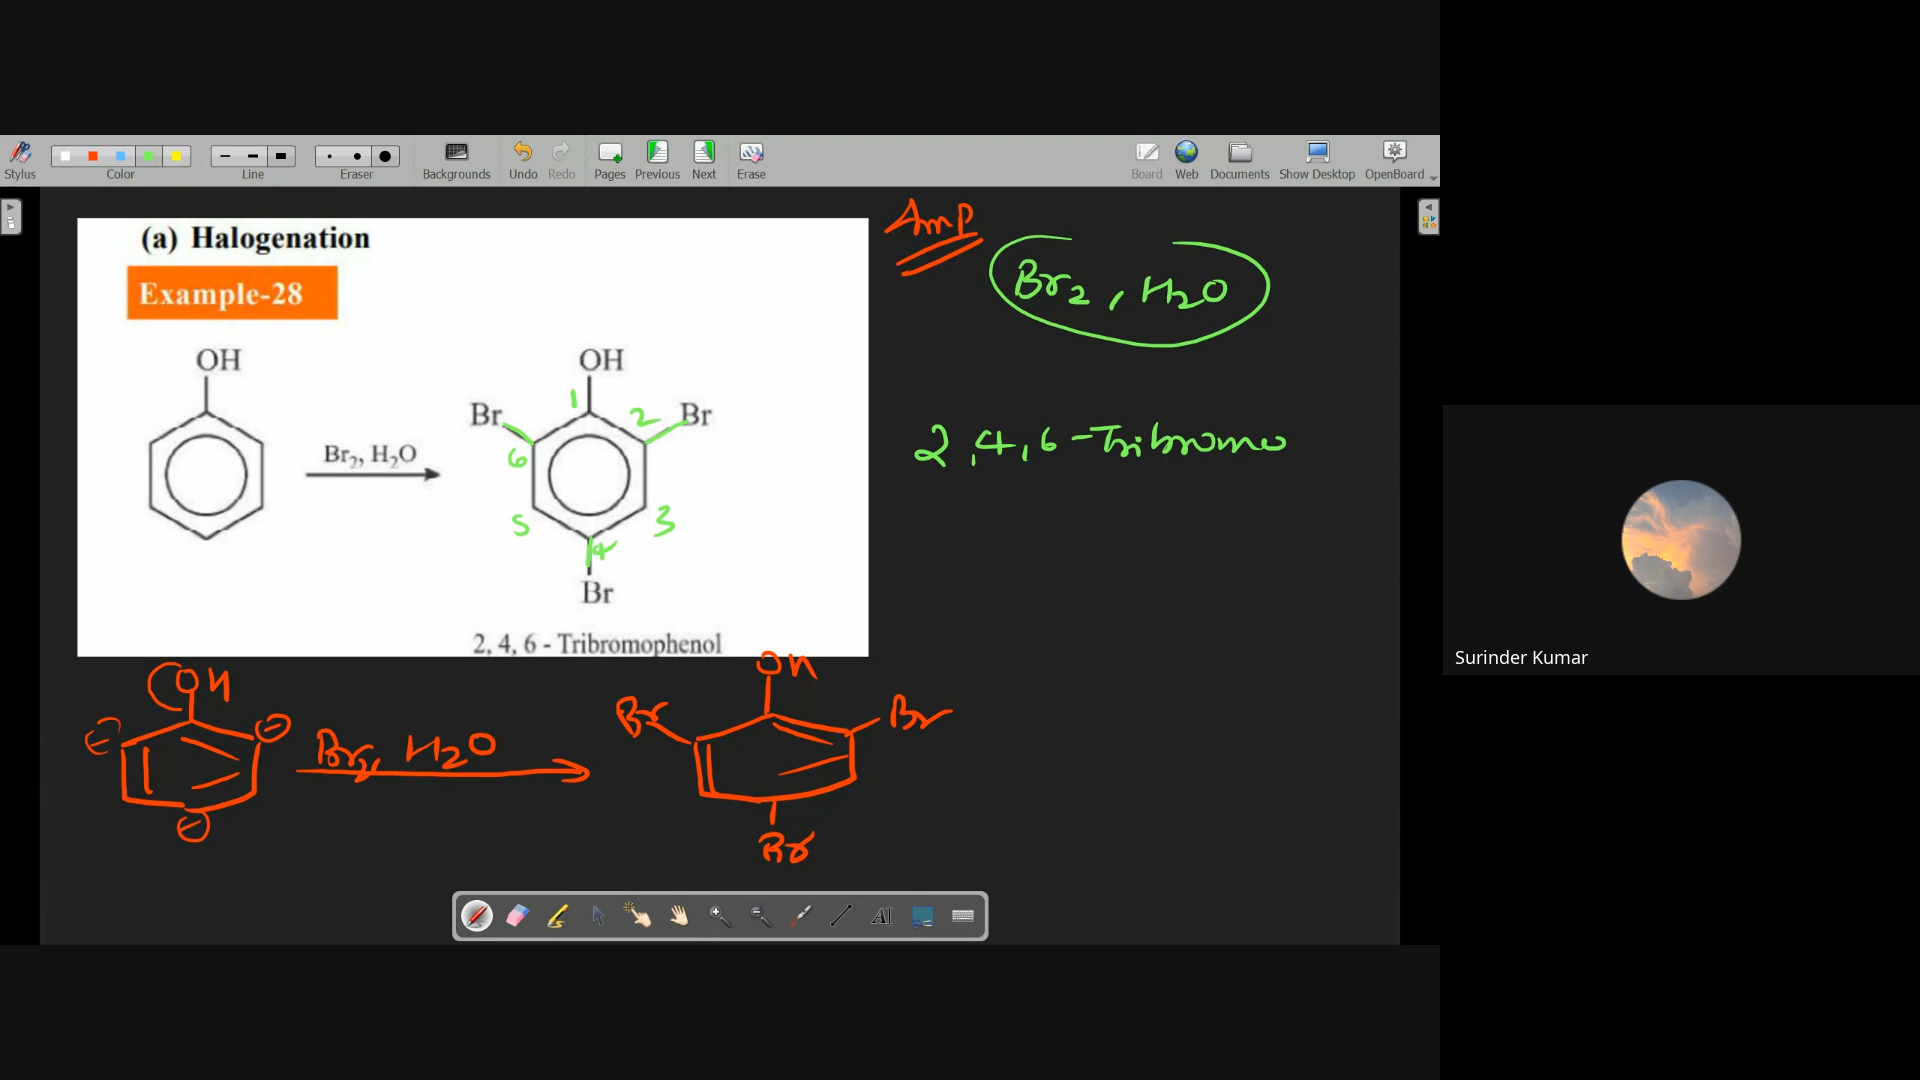 Stylus
Color
Line
Eraser
Backgrounds
Undo
Redo
Pages
Previous
Next
Erase
Board
Web
Documents
Show Desktop
OpenBoard
(a) Halogenation
Example-28
OH
Br₂, H₂O
OH
Br
Br
Br
1
2
3
4
5
6
2, 4, 6 - Tribromophenol
AmP
Br₂, H₂O
2,4,6-Tribromo
OH
Br₂, H₂O
OH
Br
Br
Br
Surinder Kumar